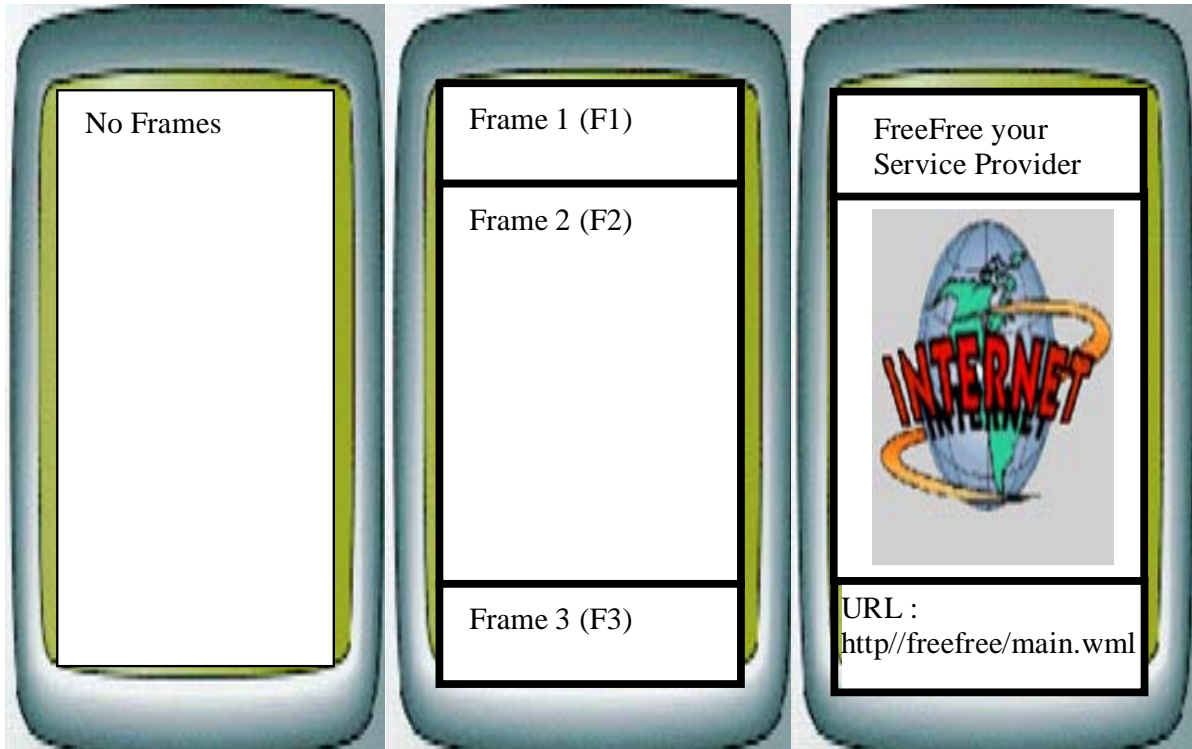 No Frames
Frame 1 (F1)
Frame 2 (F2)
Frame 3 (F3)
FreeFree your
Service Provider
INTERNET
URL :
http//freefree/main.wml